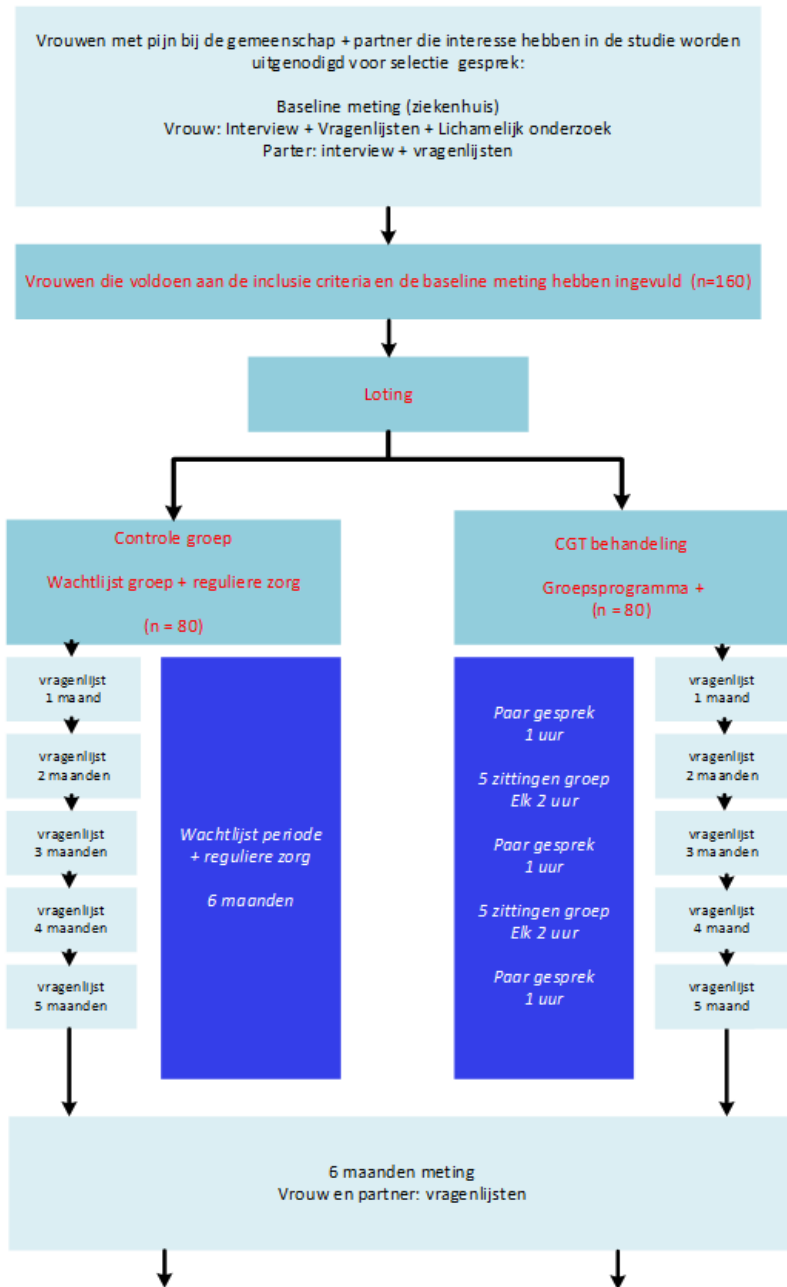 Vrouwen met pijn bij de gemeenschap + partner die interesse hebben in de studie worden
uitgenodigd voor selectie gesprek:
Baseline meting (ziekenhuis)
Vrouw: Interview + Vragenlijsten + Lichamelijk onderzoek
Parter: interview + vragenlijsten
Vrouwen die voldoen aan de inclusie criteria en de baseline meting hebben ingevuld (n=160)
Loting
Controle groep
Wachtlijst groep + reguliere zorg
(n = 80)
CGT behandeling
Groepsprogramma +
(n = 80)
vragenlijst
1 maand
vragenlijst
2 maanden
vragenlijst
3 maanden
vragenlijst
4 maanden
vragenlijst
5 maanden
Wachtlijst periode
+ reguliere zorg
6 maanden
Paar gesprek
1 uur
5 zittingen groep
Elk 2 uur
Paar gesprek
1 uur
5 zittingen groep
Elk 2 uur
Paar gesprek
1 uur
vragenlijst
1 maand
vragenlijst
2 maanden
vragenlijst
3 maanden
vragenlijst
4 maand
vragenlijst
5 maand
6 maanden meting
Vrouw en partner: vragenlijsten